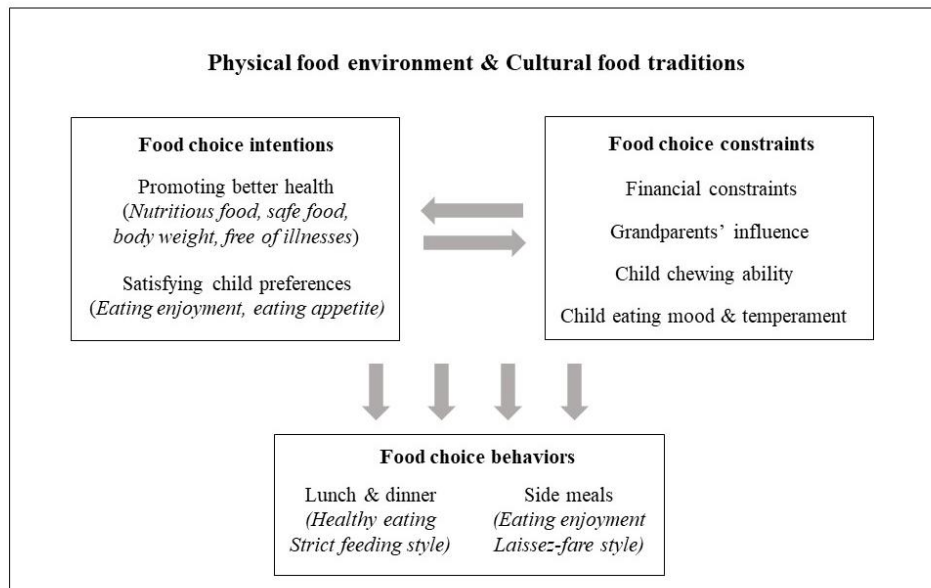 Physical food environment & Cultural food traditions
Food choice intentions
Promoting better health
(Nutritious food, safe food,
body weight, free of illnesses)
Satisfying child preferences
(Eating enjoyment, eating appetite)
Food choice constraints
Financial constraints
Grandparents’ influence
Child chewing ability
Child eating mood & temperament
Food choice behaviors
Lunch & dinner
(Healthy eating
Strict feeding style)
Side meals
(Eating enjoyment
Laissez-fare style)